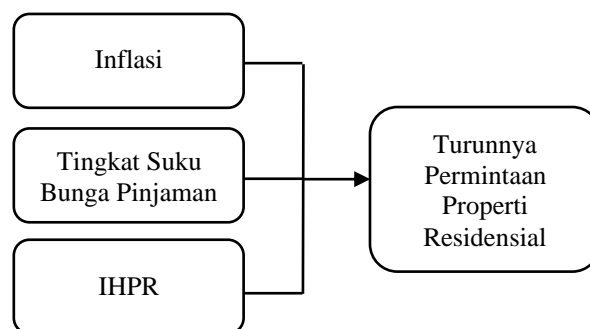 Inflasi
Tingkat Suku
Bunga Pinjaman
IHPR
Turunnya
Permintaan
Properti
Residensial